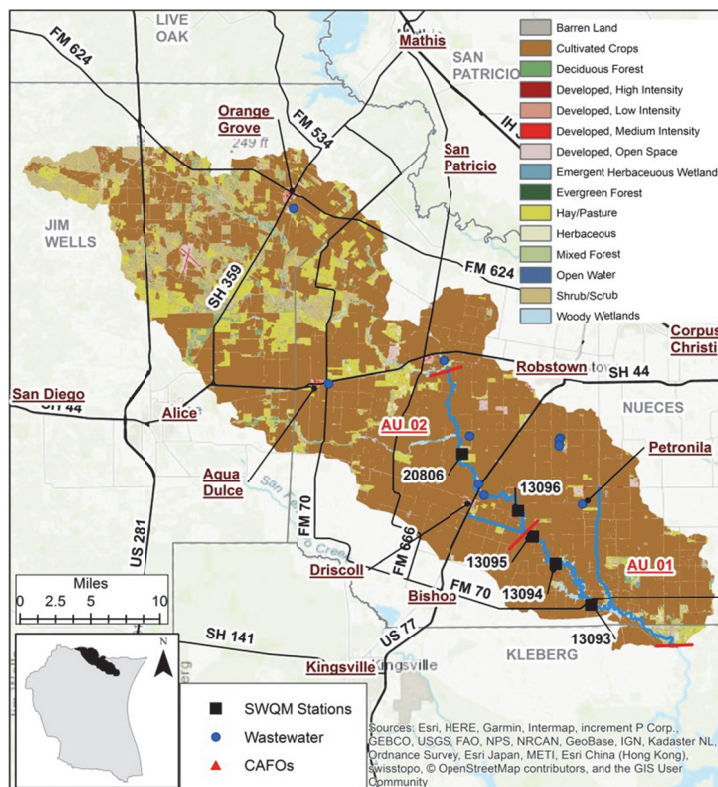 LIVE
OAK
FM 624
Mathis
SAN
PATRICIO
IH
Orange
Grove
249 ft
FM 534
San
Patricio
JIM
WELLS
SH 359
FM 624
Corpus
Christi
Robstown
SH 44
San Diego
SH 44
Alice
AU 02
NUECES
Agua
Dulce
20806
13096
Petronila
FM 70
US 281
FM 666
Driscoll
13095
13094
AU 01
Bishop
FM 70
13093
SH 141
US 77
KLEBERG
Kingsville
Kingsville
Barren Land
Cultivated Crops
Deciduous Forest
Developed, High Intensity
Developed, Low Intensity
Developed, Medium Intensity
Developed, Open Space
Emergent Herbaceuous Wetland
Evergreen Forest
Hay/Pasture
Herbaceous
Mixed Forest
Open Water
Shrub/Scrub
Woody Wetlands
Miles
0 2.5 5 10
N
SWQM Stations
Wastewater
CAFOs
Sources: Esri, HERE, Garmin, Intermap, increment P Corp.,
GEBCO, USGS, FAO, NPS, NRCAN, GeoBase, IGN, Kadaster NL,
Ordnance Survey, Esri Japan, METI, Esri China (Hong Kong),
swisstopo, © OpenStreetMap contributors, and the GIS User
Community